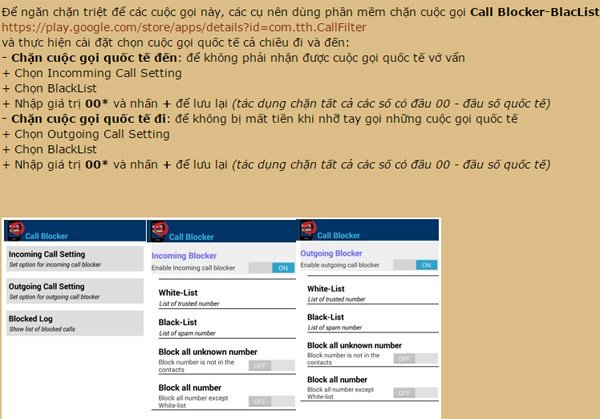 Để ngăn chặn triệt để các cuộc gọi này, các cụ nên dùng phần mềm chặn cuộc gọi Call Blocker-BlacList
https://play.google.com/store/apps/details?id=com.tth.CallFilter
và thực hiện cài đặt chọn cuộc gọi quốc tế cả chiều đi và đến:
- Chặn cuộc gọi quốc tế đến: để không phải nhận được cuộc gọi quốc tế vớ vẩn
+ Chọn Incomming Call Setting
+ Chọn BlackList
+ Nhập giá trị 00* và nhấn + để lưu lại (tác dụng chặn tất cả các số có đầu 00 - đầu số quốc tế)
- Chặn cuộc gọi quốc tế đi: để không bị mất tiền khi nhỡ tay gọi những cuộc gọi quốc tế
+ Chọn Outgoing Call Setting
+ Chọn BlackList
+ Nhập giá trị 00* và nhấn + để lưu lại (tác dụng chặn tất cả các số có đầu 00 - đầu số quốc tế)
Call Blocker
Incoming Call Setting
Set option for incoming call blocker
Outgoing Call Setting
Set option for outgoing call blocker
Blocked Log
Show list of blocked calls
Call Blocker
Incoming Blocker
Enable Incoming call blocker ON
White-List
List of trusted number
Black-List
List of spam number
Block all unknown number
Block number is not in the
contacts OFF
Block all number
Block all number except
White-list OFF
Call Blocker
Outgoing Blocker
Enable outgoing call blocker ON
White-List
List of trusted number
Black-List
List of spam number
Block all unknown number
Block number is not in the
contacts OFF
Block all number
Block all number except
White-list OFF